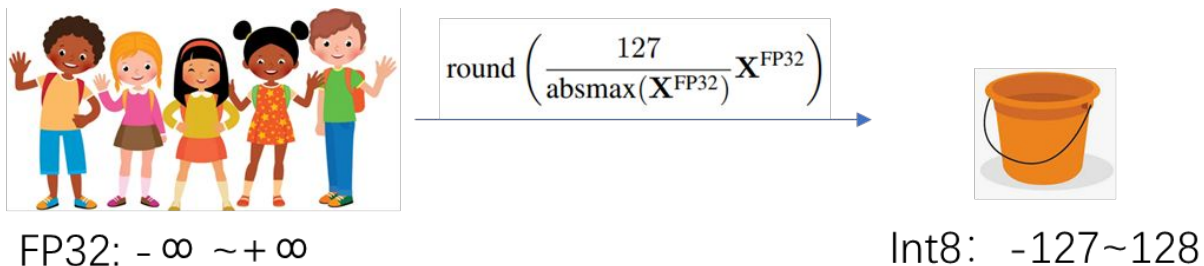 round ( 127 / absmax(X^FP32) X^FP32 )
FP32: - ∞ ~+ ∞
Int8： -127~128